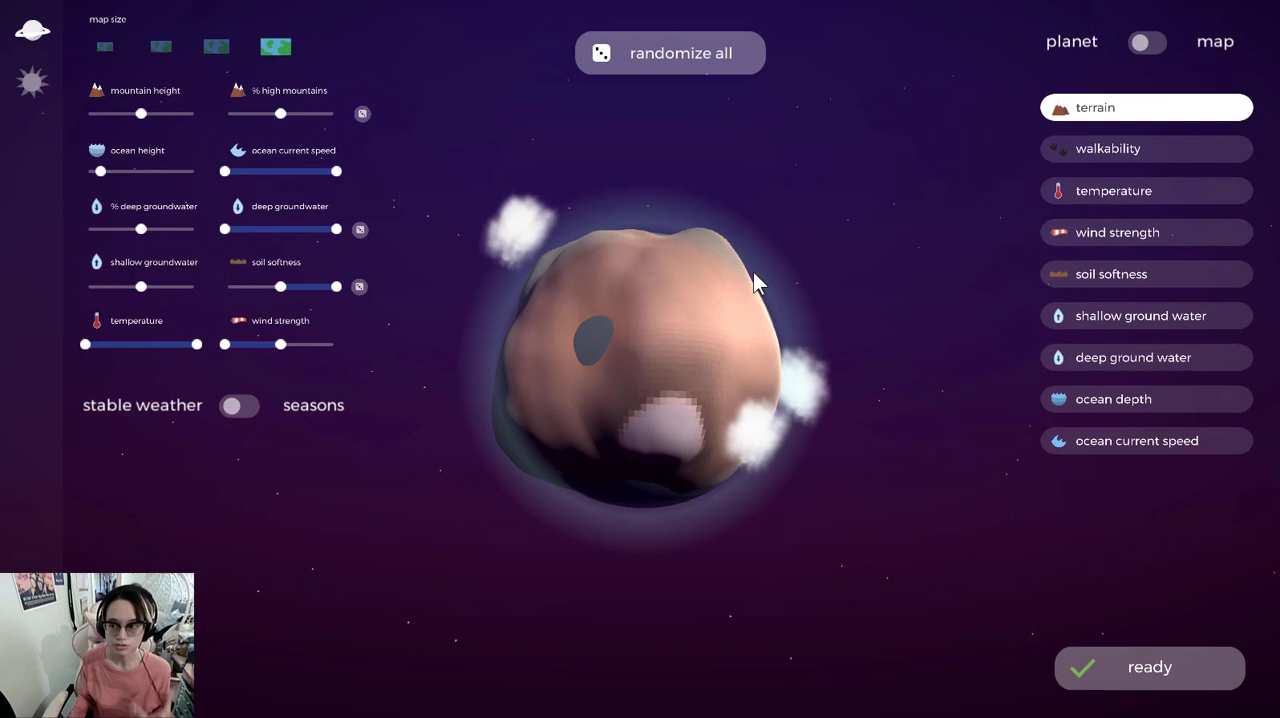 map size
randomize all
planet
map
mountain height
% high mountains
ocean height
ocean current speed
% deep groundwater
deep groundwater
shallow groundwater
soil softness
temperature
wind strength
stable weather
seasons
terrain
walkability
temperature
wind strength
soil softness
shallow ground water
deep ground water
ocean depth
ocean current speed
ready